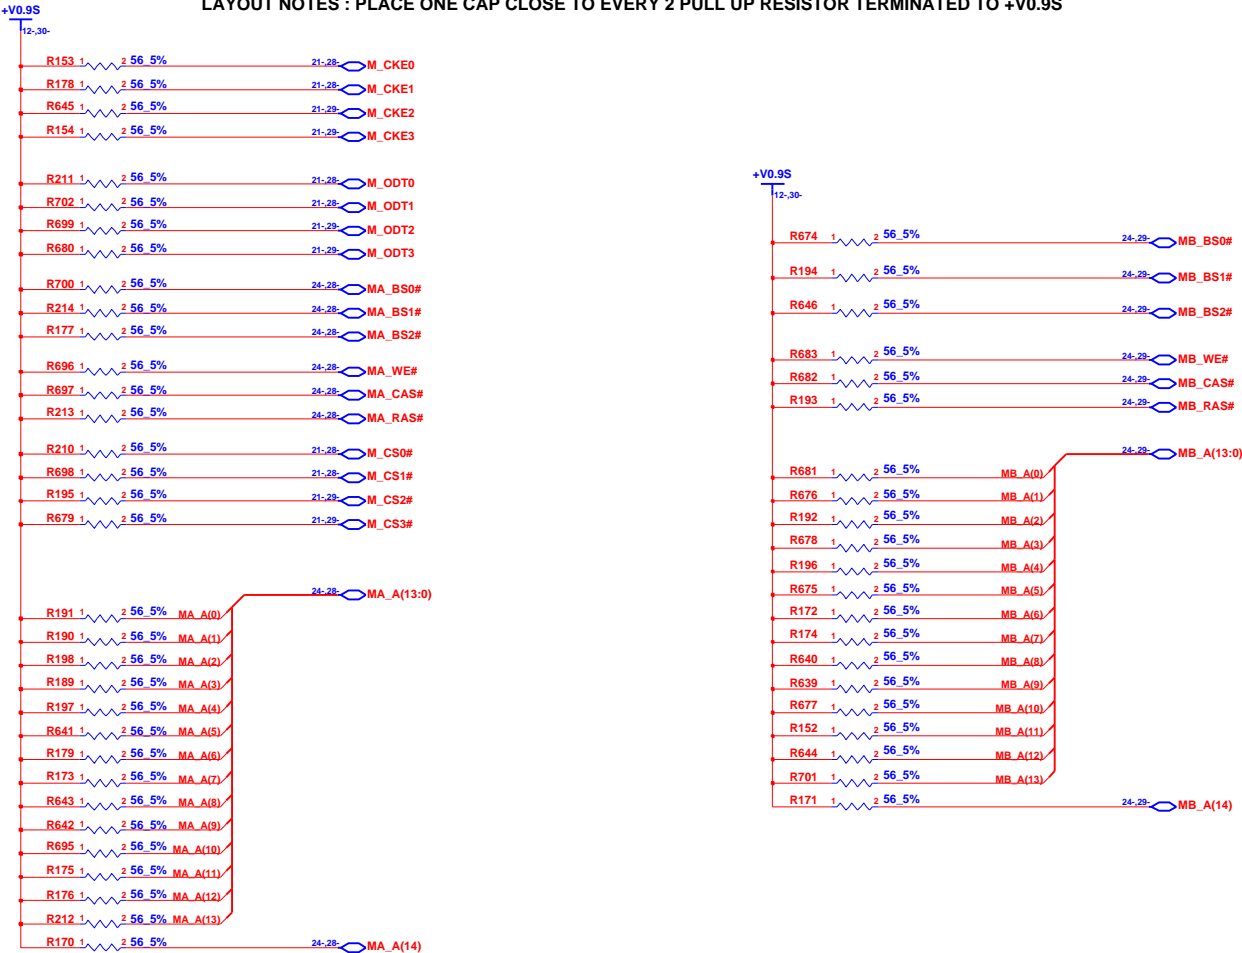 LAYOUT NOTES : PLACE ONE CAP CLOSE TO EVERY 2 PULL UP RESISTOR TERMINATED TO +V0.9S
+V0.9S
12-,30-
R153 1 2 56_5% 21-,28- M_CKE0
R178 1 2 56_5% 21-,28- M_CKE1
R645 1 2 56_5% 21-,29- M_CKE2
R154 1 2 56_5% 21-,29- M_CKE3
R211 1 2 56_5% 21-,28- M_ODT0
R702 1 2 56_5% 21-,28- M_ODT1
R699 1 2 56_5% 21-,29- M_ODT2
R680 1 2 56_5% 21-,29- M_ODT3
R700 1 2 56_5% 24-,28- MA_BS0#
R214 1 2 56_5% 24-,28- MA_BS1#
R177 1 2 56_5% 24-,28- MA_BS2#
R696 1 2 56_5% 24-,28- MA_WE#
R697 1 2 56_5% 24-,28- MA_CAS#
R213 1 2 56_5% 24-,28- MA_RAS#
R210 1 2 56_5% 21-,28- M_CS0#
R698 1 2 56_5% 21-,28- M_CS1#
R195 1 2 56_5% 21-,29- M_CS2#
R679 1 2 56_5% 21-,29- M_CS3#
24-,28- MA_A(13:0)
R191 1 2 56_5% MA_A(0)
R190 1 2 56_5% MA_A(1)
R198 1 2 56_5% MA_A(2)
R189 1 2 56_5% MA_A(3)
R197 1 2 56_5% MA_A(4)
R641 1 2 56_5% MA_A(5)
R179 1 2 56_5% MA_A(6)
R173 1 2 56_5% MA_A(7)
R643 1 2 56_5% MA_A(8)
R642 1 2 56_5% MA_A(9)
R695 1 2 56_5% MA_A(10)
R175 1 2 56_5% MA_A(11)
R176 1 2 56_5% MA_A(12)
R212 1 2 56_5% MA_A(13)
R170 1 2 56_5% 24-,28- MA_A(14)
+V0.9S
12-,30-
R674 1 2 56_5% 24-,29- MB_BS0#
R194 1 2 56_5% 24-,29- MB_BS1#
R646 1 2 56_5% 24-,29- MB_BS2#
R683 1 2 56_5% 24-,29- MB_WE#
R682 1 2 56_5% 24-,29- MB_CAS#
R193 1 2 56_5% 24-,29- MB_RAS#
24-,29- MB_A(13:0)
R681 1 2 56_5% MB_A(0)
R676 1 2 56_5% MB_A(1)
R192 1 2 56_5% MB_A(2)
R678 1 2 56_5% MB_A(3)
R196 1 2 56_5% MB_A(4)
R675 1 2 56_5% MB_A(5)
R172 1 2 56_5% MB_A(6)
R174 1 2 56_5% MB_A(7)
R640 1 2 56_5% MB_A(8)
R639 1 2 56_5% MB_A(9)
R677 1 2 56_5% MB_A(10)
R152 1 2 56_5% MB_A(11)
R644 1 2 56_5% MB_A(12)
R701 1 2 56_5% MB_A(13)
R171 1 2 56_5% 24-,29- MB_A(14)